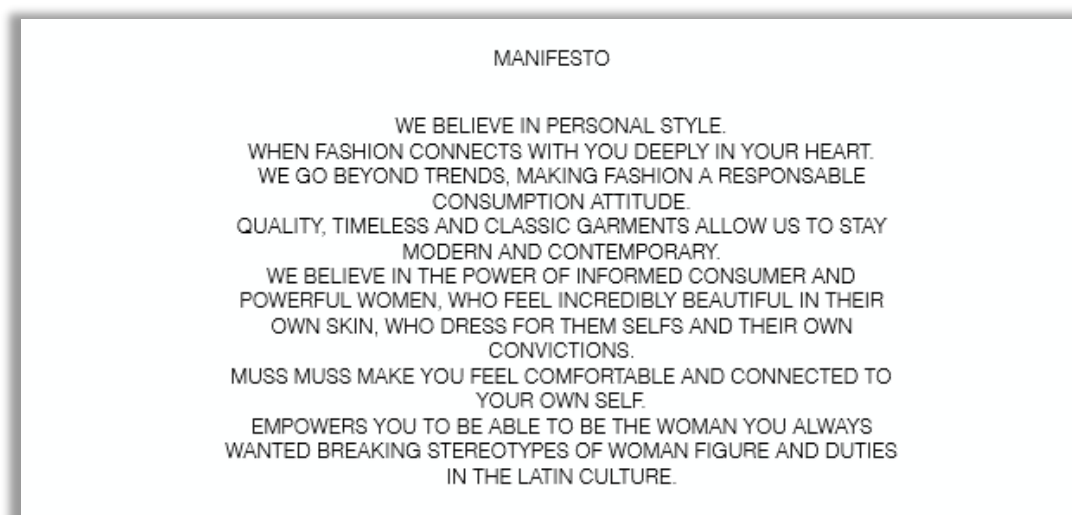 MANIFESTO
WE BELIEVE IN PERSONAL STYLE.
WHEN FASHION CONNECTS WITH YOU DEEPLY IN YOUR HEART.
WE GO BEYOND TRENDS, MAKING FASHION A RESPONSABLE
CONSUMPTION ATTITUDE.
QUALITY, TIMELESS AND CLASSIC GARMENTS ALLOW US TO STAY
MODERN AND CONTEMPORARY.
WE BELIEVE IN THE POWER OF INFORMED CONSUMER AND
POWERFUL WOMEN, WHO FEEL INCREDIBLY BEAUTIFUL IN THEIR
OWN SKIN, WHO DRESS FOR THEM SELFS AND THEIR OWN
CONVICTIONS.
MUSS MUSS MAKE YOU FEEL COMFORTABLE AND CONNECTED TO
YOUR OWN SELF.
EMPOWERS YOU TO BE ABLE TO BE THE WOMAN YOU ALWAYS
WANTED BREAKING STEREOTYPES OF WOMAN FIGURE AND DUTIES
IN THE LATIN CULTURE.